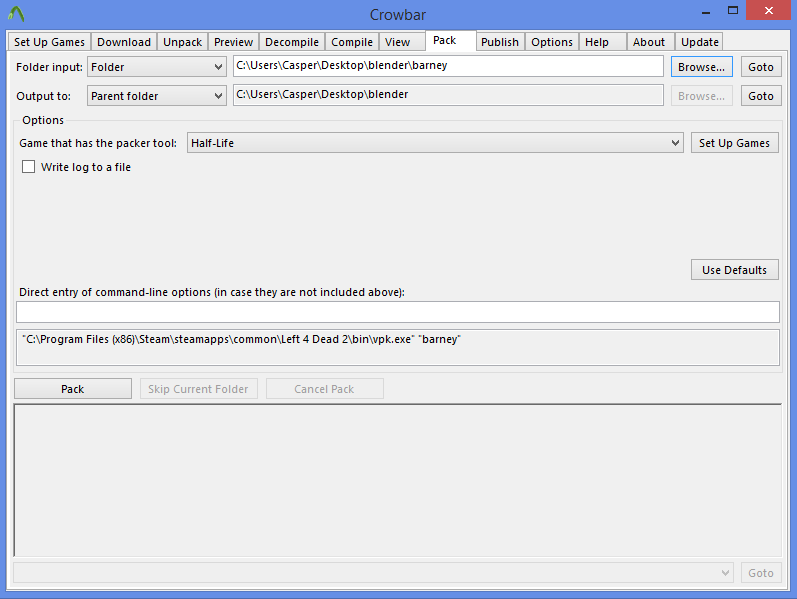 Crowbar
Set Up Games Download Unpack Preview Decompile Compile View Pack Publish Options Help About Update
Folder input: Folder C:\Users\Casper\Desktop\blender\barney Browse... Goto
Output to: Parent folder C:\Users\Casper\Desktop\blender Browse... Goto
Options
Game that has the packer tool: Half-Life Set Up Games
Write log to a file
Use Defaults
Direct entry of command-line options (in case they are not included above):
"C:\Program Files (x86)\Steam\steamapps\common\Left 4 Dead 2\bin\vpk.exe" "barney"
Pack Skip Current Folder Cancel Pack
Goto